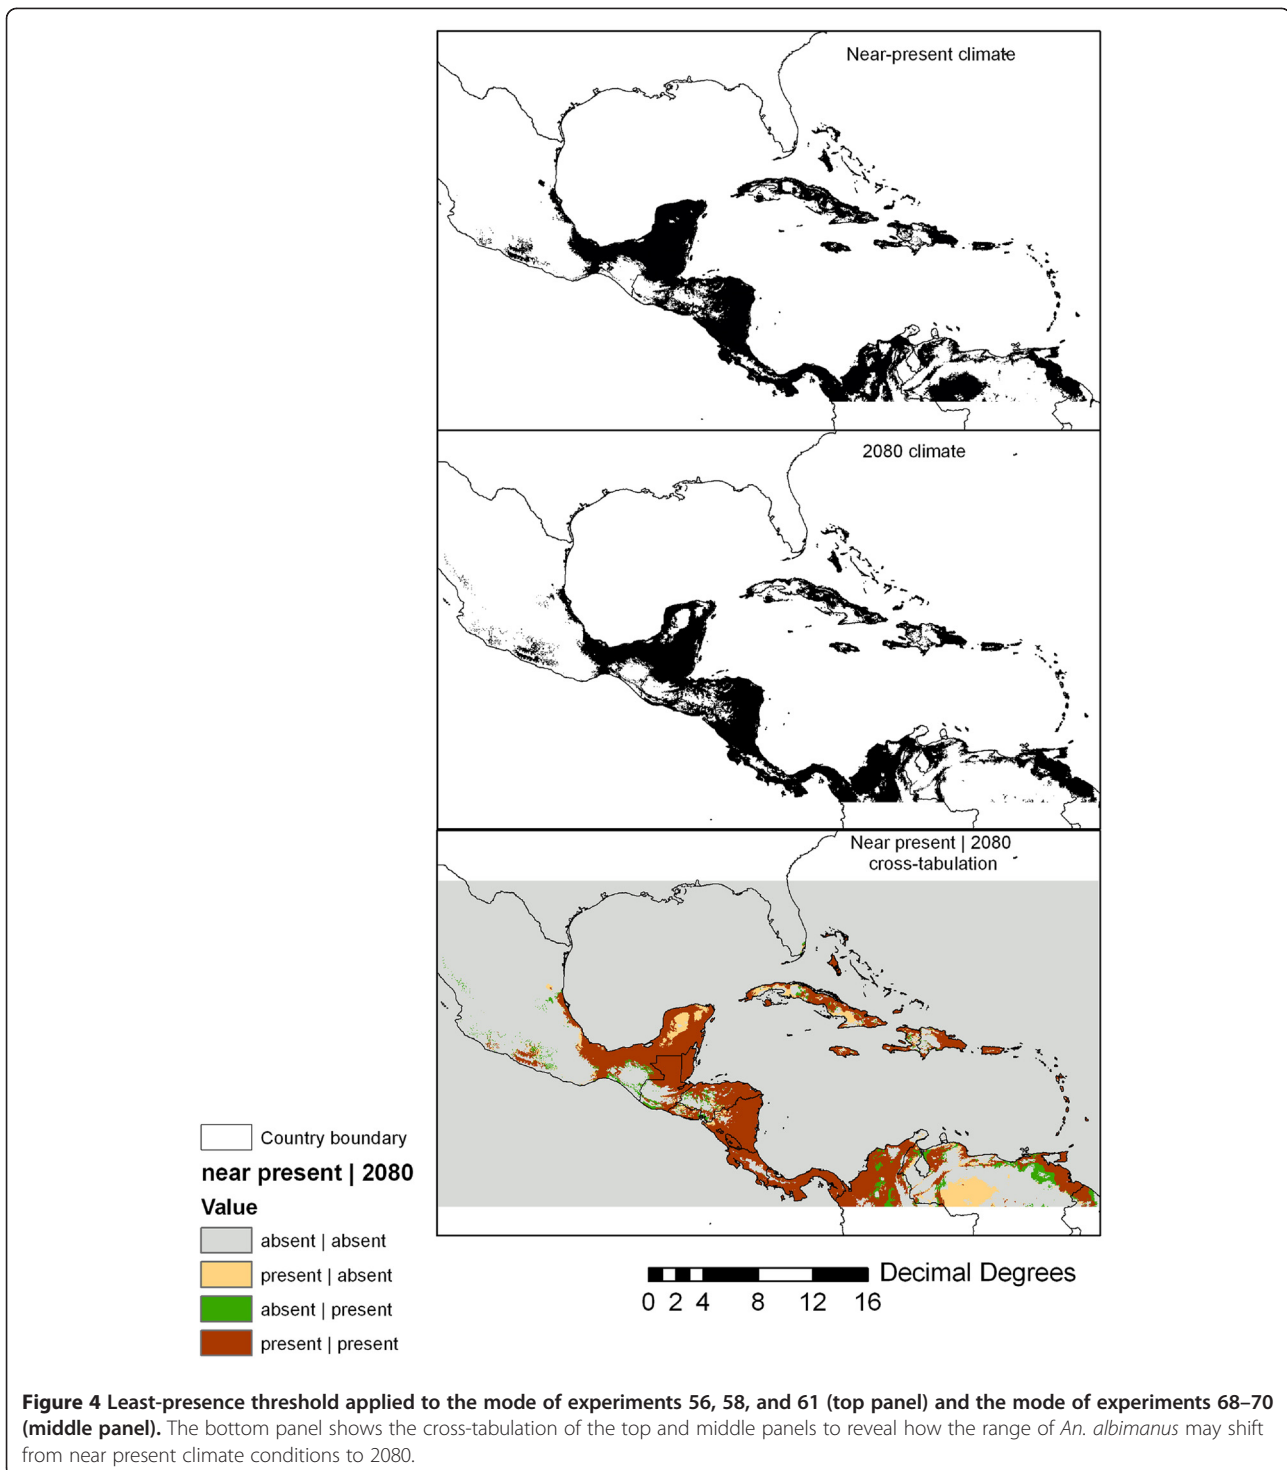 Near-present climate
2080 climate
Near present | 2080
cross-tabulation
Country boundary
near present | 2080
Value
absent | absent
present | absent
absent | present
present | present
Decimal Degrees
0 2 4 8 12 16
Figure 4 Least-presence threshold applied to the mode of experiments 56, 58, and 61 (top panel) and the mode of experiments 68–70
(middle panel). The bottom panel shows the cross-tabulation of the top and middle panels to reveal how the range of An. albimanus may shift
from near present climate conditions to 2080.